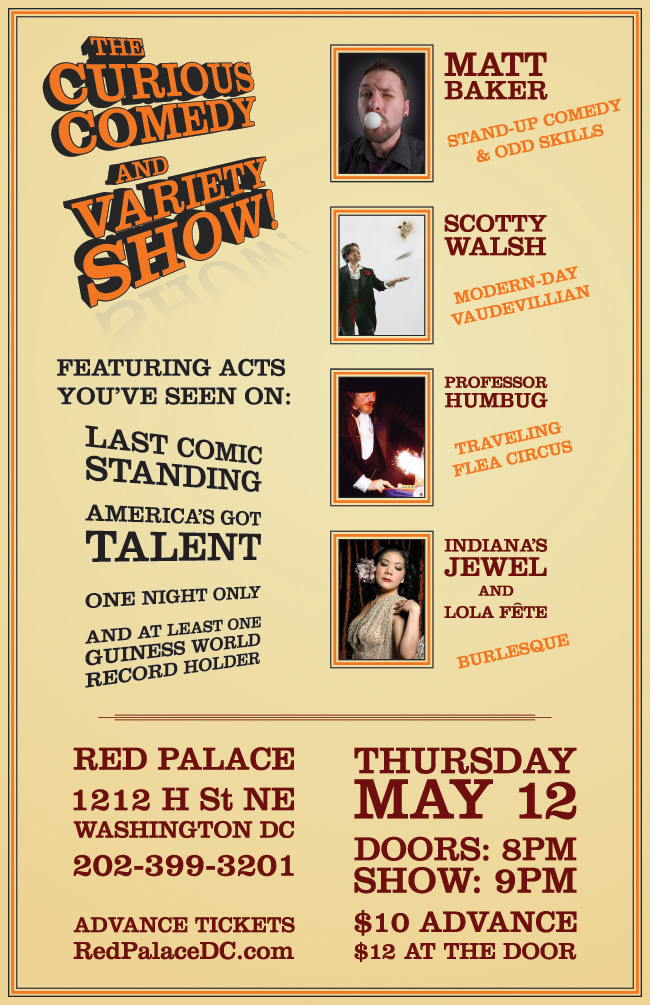 THE
CURIOUS
COMEDY
AND
VARIETY
SHOW!
FEATURING ACTS
YOU'VE SEEN ON:
LAST COMIC
STANDING
AMERICA'S GOT
TALENT
ONE NIGHT ONLY
AND AT LEAST ONE
GUINESS WORLD
RECORD HOLDER
MATT
BAKER
STAND-UP COMEDY
& ODD SKILLS
SCOTTY
WALSH
MODERN-DAY
VAUDEVILLIAN
PROFESSOR
HUMBUG
TRAVELING
FLEA CIRCUS
INDIANA'S
JEWEL
AND
LOLA FÊTE
BURLESQUE
RED PALACE
1212 H St NE
WASHINGTON DC
202-399-3201
ADVANCE TICKETS
RedPalaceDC.com
THURSDAY
MAY 12
DOORS: 8PM
SHOW: 9PM
$10 ADVANCE
$12 AT THE DOOR